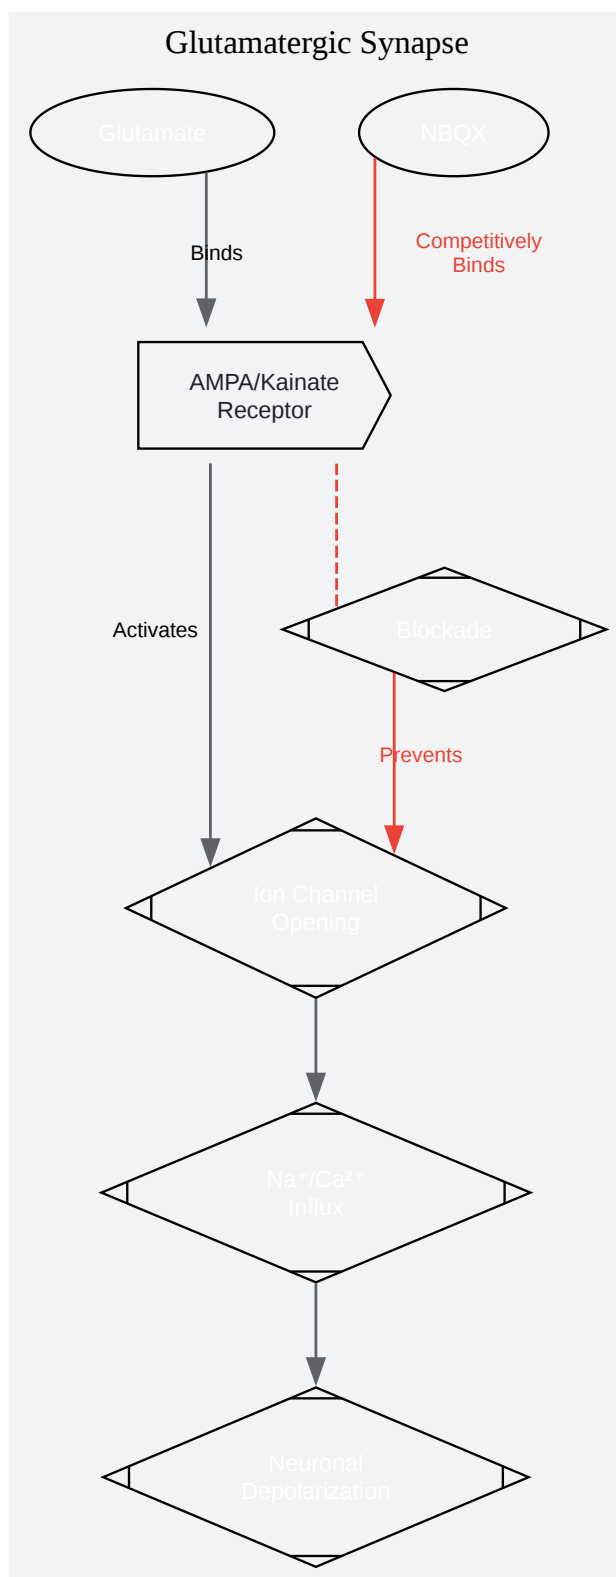 Glutamatergic Synapse
Glutamate
NBQX
Binds
Competitively
Binds
AMPA/Kainate
Receptor
Activates
Blockade
Prevents
Ion Channel
Opening
Na⁺/Ca²⁺
Influx
Neuronal
Depolarization